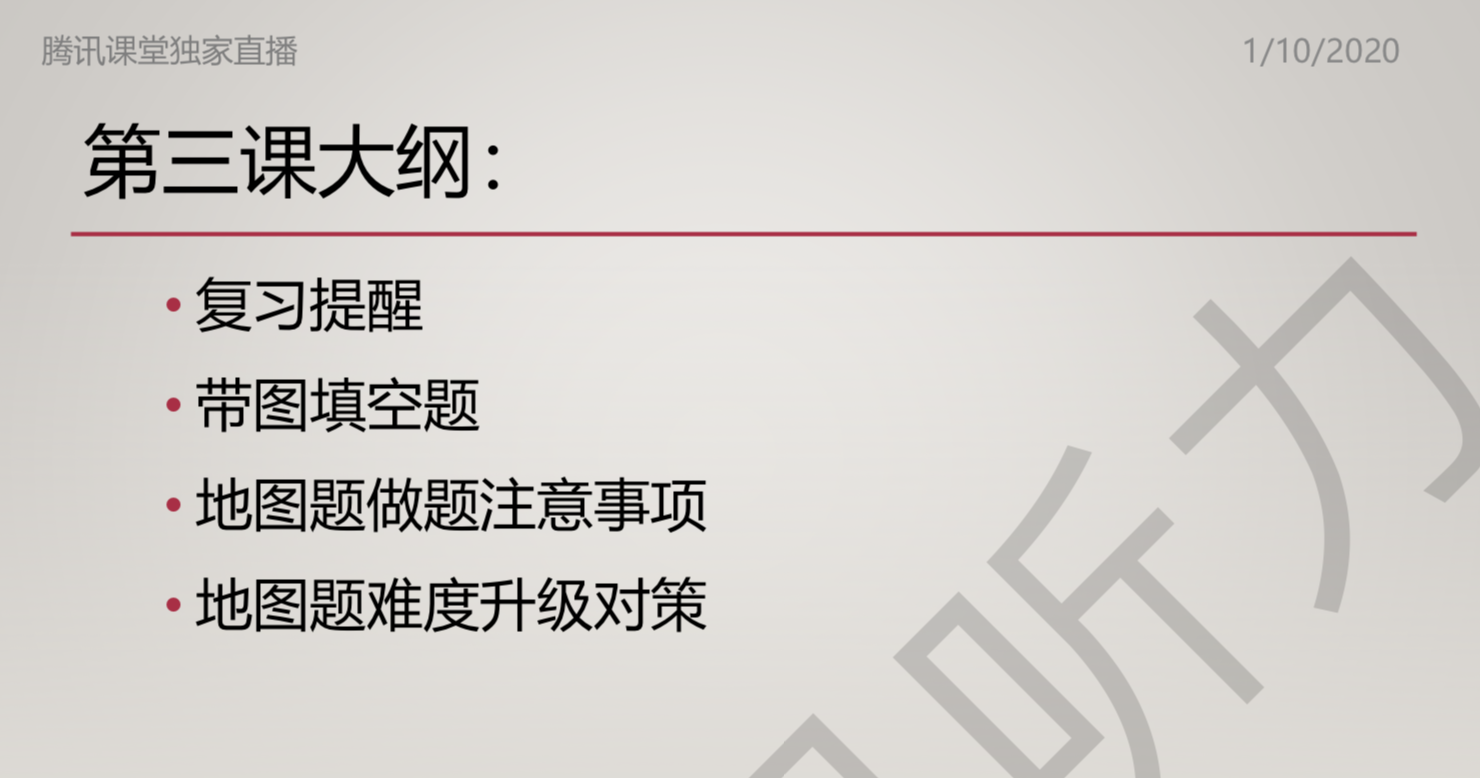 腾讯课堂独家直播
1/10/2020
第三课大纲：
• 复习提醒
• 带图填空题
• 地图题做题注意事项
• 地图题难度升级对策
听力